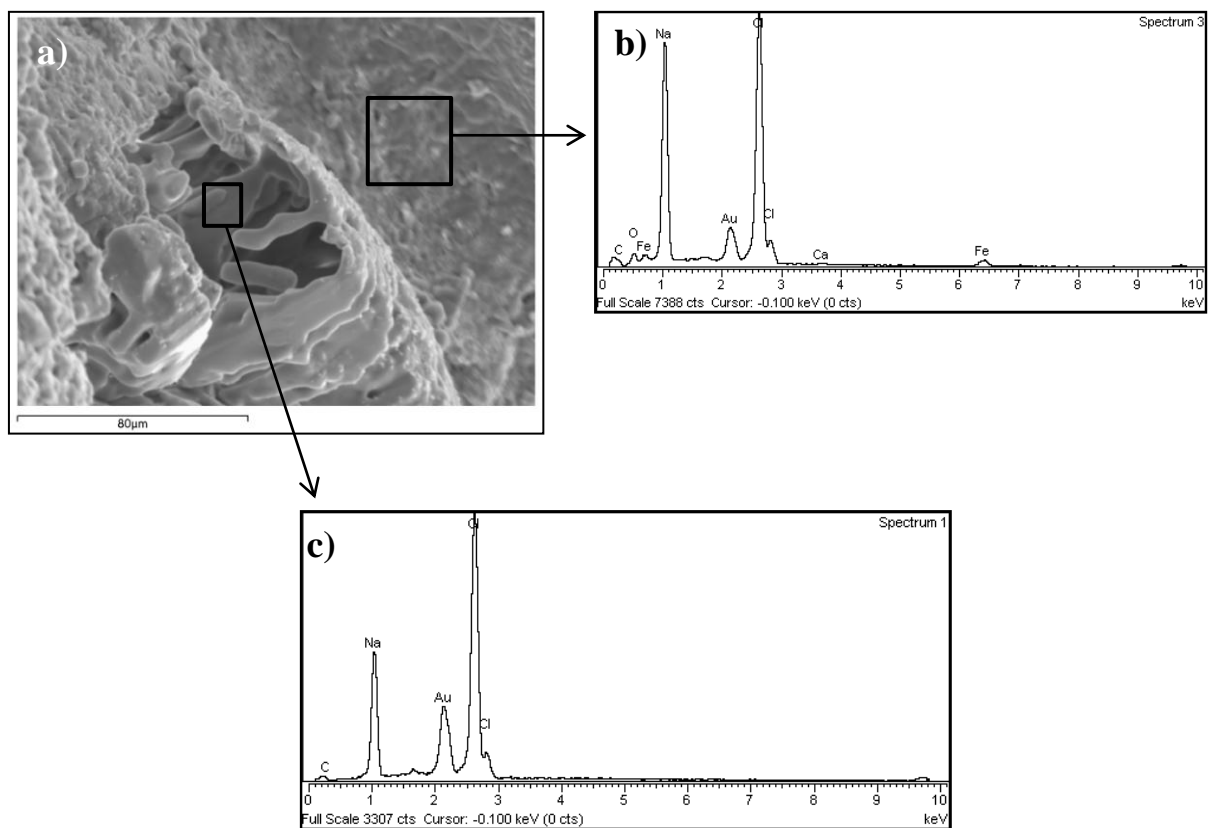 a)
80µm
b)
Spectrum 3
Cl
Na
Au
Cl
O
C
Fe
Ca
Fe
0 1 2 3 4 5 6 7 8 9 10
Full Scale 7388 cts Cursor: -0.100 keV (0 cts) keV
c)
Spectrum 1
Cl
Na
Au
Cl
C
0 1 2 3 4 5 6 7 8 9 10
Full Scale 3307 cts Cursor: -0.100 keV (0 cts) keV